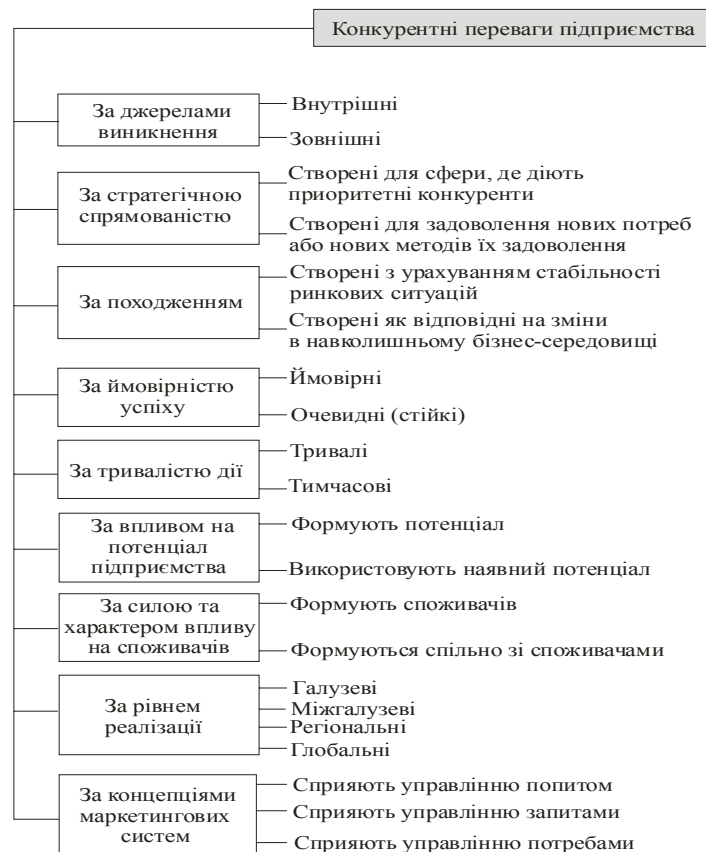 Конкурентні переваги підприємства
За джерелами
виникнення
Внутрішні
Зовнішні
За стратегічною
спрямованістю
Створені для сфери, де діють
приоритетні конкуренти
Створені для задоволення нових потреб
або нових методів їх задоволення
За походженням
Створені з урахуванням стабільності
ринкових ситуацій
Створені як відповідні на зміни
в навколишньому бізнес-середовищі
За ймовірністю
успіху
Ймовірні
Очевидні (стійкі)
За тривалістю дії
Тривалі
Тимчасові
За впливом на
потенціал
підприємства
Формують потенціал
Використовують наявний потенціал
За силою та
характером впливу
на споживачів
Формують споживачів
Формуються спільно зі споживачами
За рівнем
реалізації
Галузеві
Міжгалузеві
Регіональні
Глобальні
За концепціями
маркетингових
систем
Сприяють управлінню попитом
Сприяють управлінню запитами
Сприяють управлінню потребами